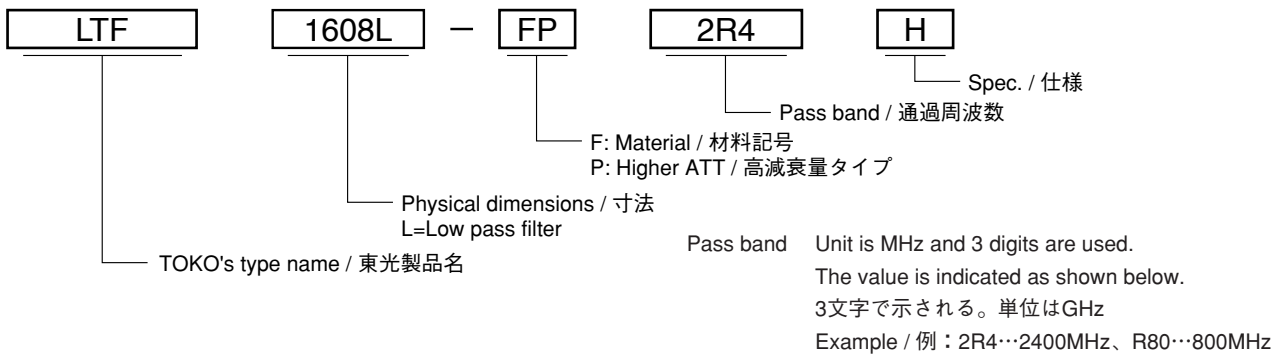 LTF 1608L － FP 2R4 H
Spec. / 仕様
Pass band / 通過周波数
F: Material / 材料記号
P: Higher ATT / 高減衰量タイプ
Physical dimensions / 寸法
L=Low pass filter
TOKO's type name / 東光製品名
Pass band Unit is MHz and 3 digits are used.
The value is indicated as shown below.
3文字で示される。単位はGHz
Example / 例：2R4…2400MHz、R80…800MHz